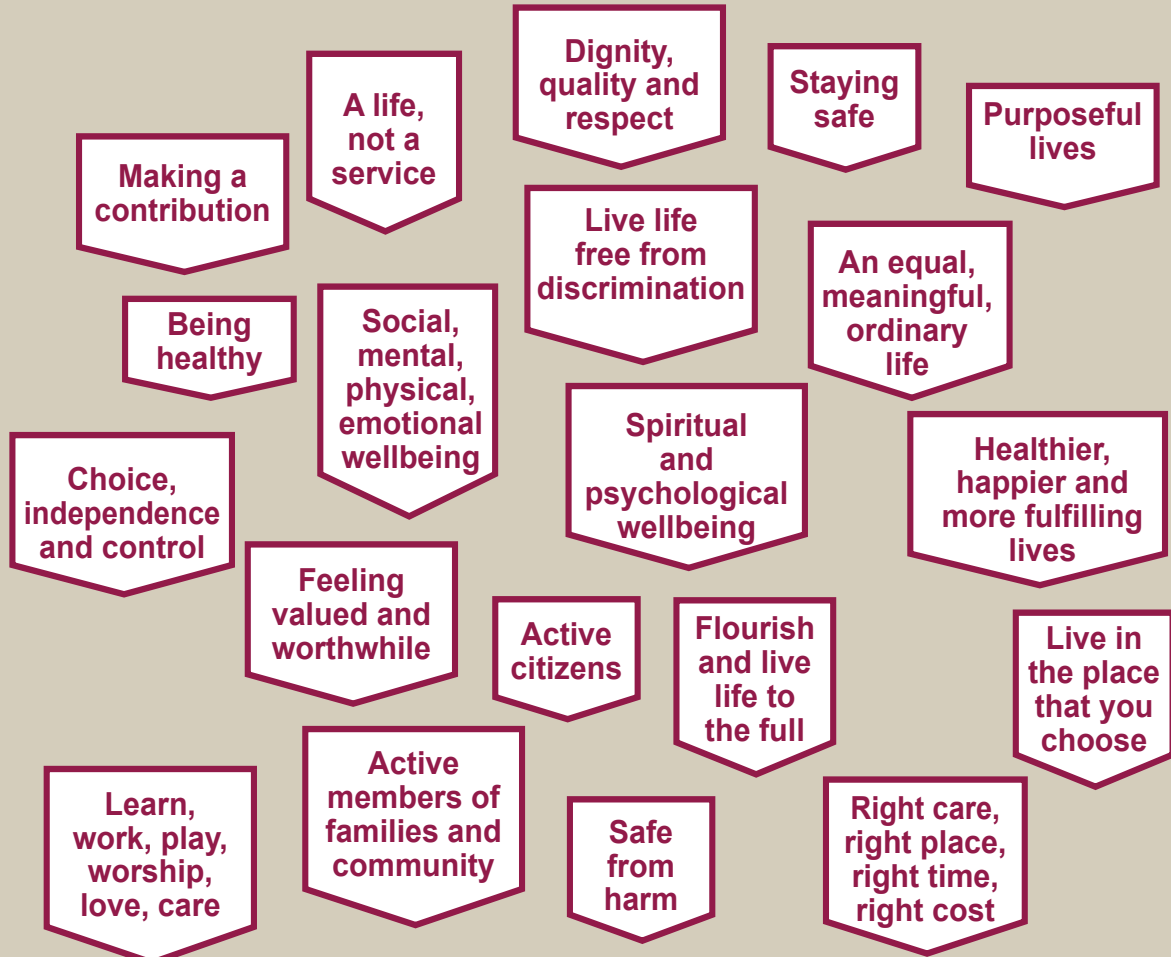 Dignity,
quality and
respect
Staying
safe
A life,
not a
service
Purposeful
lives
Making a
contribution
Live life
free from
discrimination
An equal,
meaningful,
ordinary
life
Being
healthy
Social,
mental,
physical,
emotional
wellbeing
Spiritual
and
psychological
wellbeing
Healthier,
happier and
more fulfilling
lives
Choice,
independence
and control
Feeling
valued and
worthwhile
Active
citizens
Flourish
and live
life to
the full
Live in
the place
that you
choose
Active
members of
families and
community
Learn,
work, play,
worship,
love, care
Safe
from
harm
Right care,
right place,
right time,
right cost